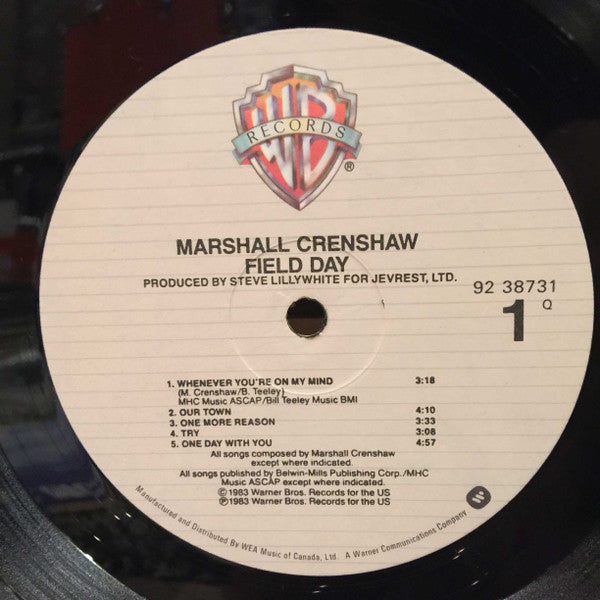 WB
RECORDS
®
MARSHALL CRENSHAW
FIELD DAY
PRODUCED BY STEVE LILLYWHITE FOR JEVREST, LTD.
92 38731
1 Q
1. WHENEVER YOU'RE ON MY MIND 3:18
(M. Crenshaw/B. Teeley)
MHC Music ASCAP/Bill Teeley Music BMI
2. OUR TOWN 4:10
3. ONE MORE REASON 3:33
4. TRY 3:08
5. ONE DAY WITH YOU 4:57
All songs composed by Marshall Crenshaw
except where indicated.
All songs published by Belwin-Mills Publishing Corp./MHC
Music ASCAP except where indicated.
©1983 Warner Bros. Records for the US
℗1983 Warner Bros. Records for the US
Manufactured and Distributed By WEA Music of Canada, Ltd. A Warner Communications Company